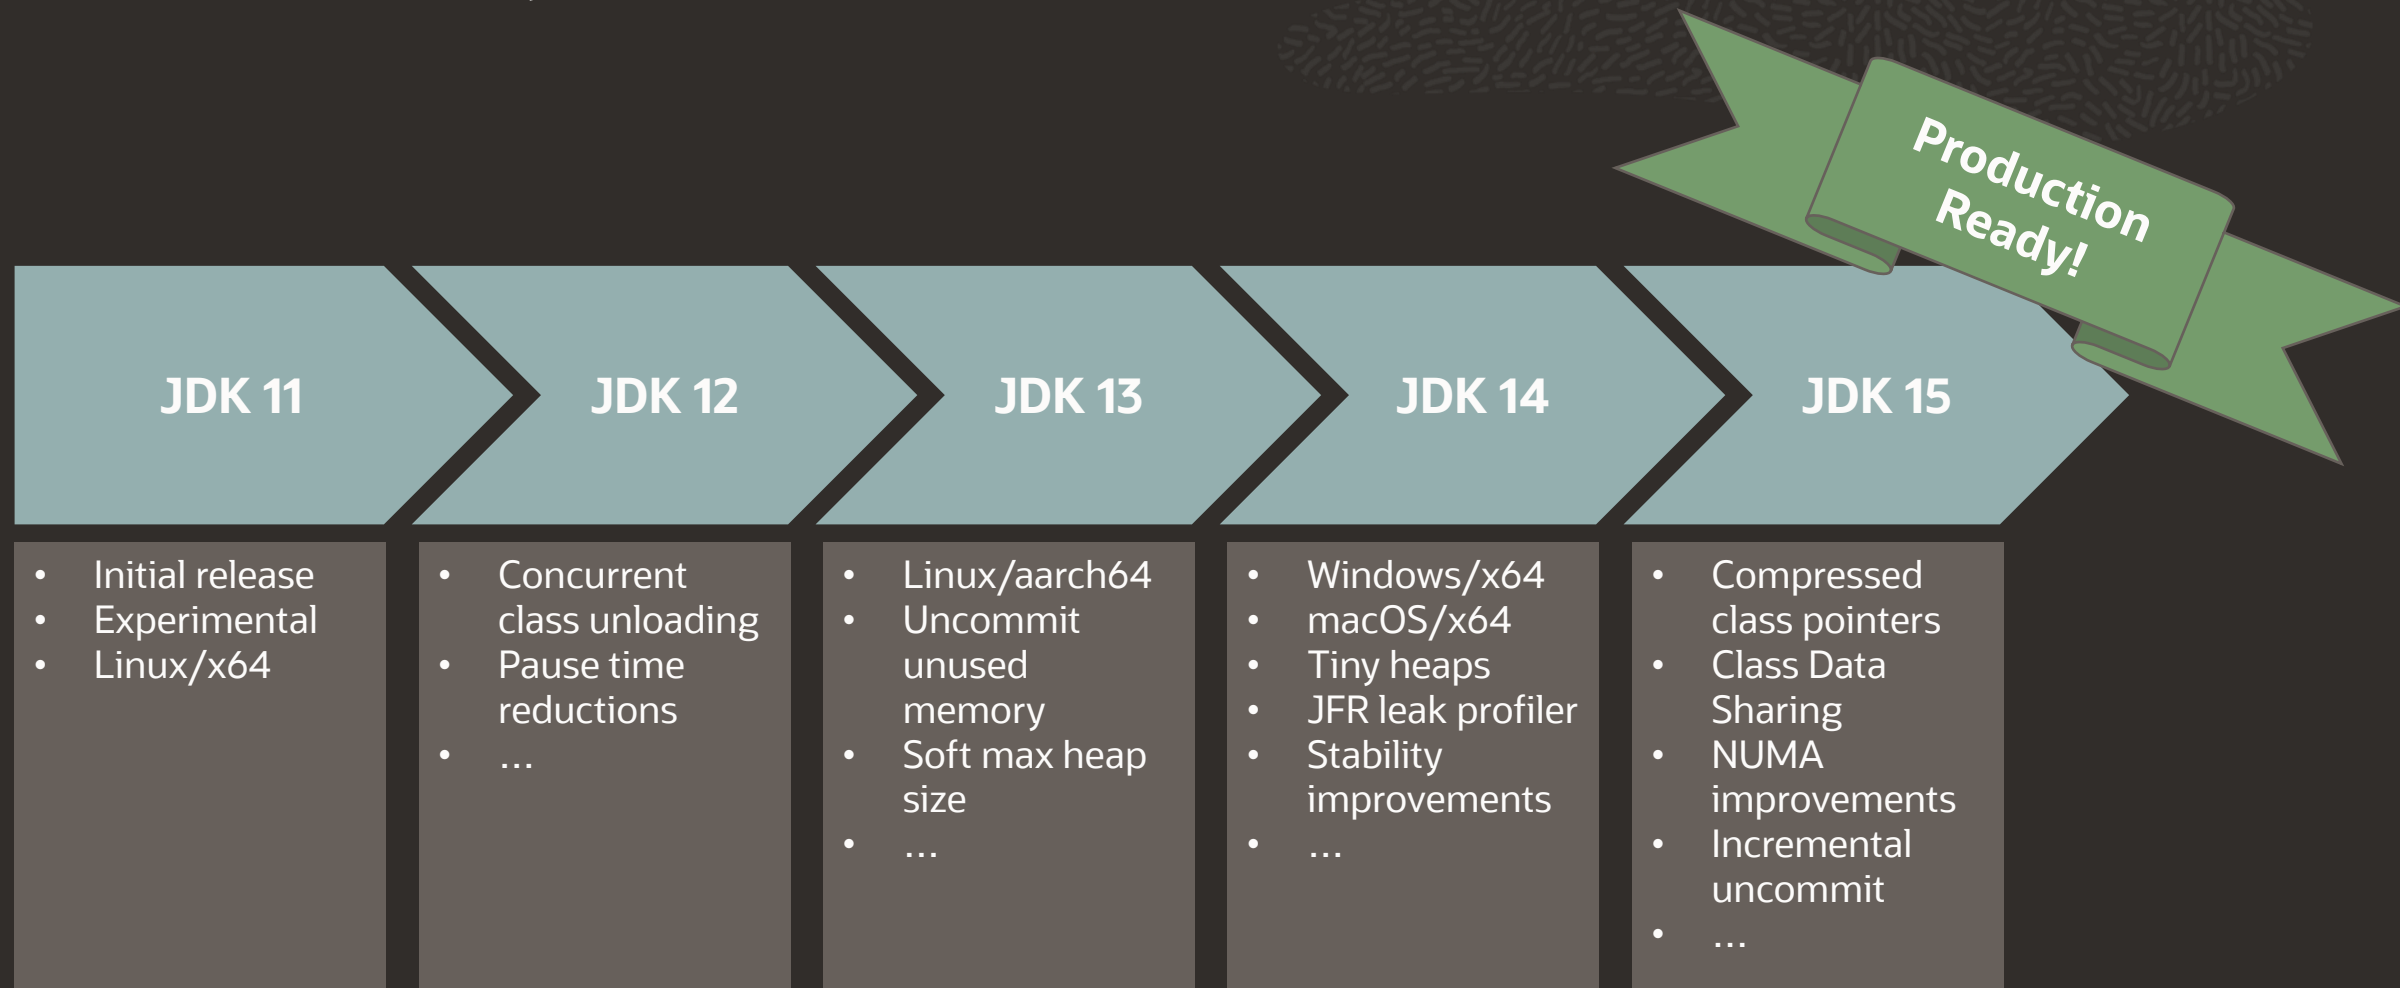 Production
Ready!
JDK 11
JDK 12
JDK 13
JDK 14
JDK 15
• Initial release
• Experimental
• Linux/x64
• Concurrent
class unloading
• Pause time
reductions
• ...
• Linux/aarch64
• Uncommit
unused
memory
• Soft max heap
size
• ...
• Windows/x64
• macOS/x64
• Tiny heaps
• JFR leak profiler
• Stability
improvements
• ...
• Compressed
class pointers
• Class Data
Sharing
• NUMA
improvements
• Incremental
uncommit
• ...